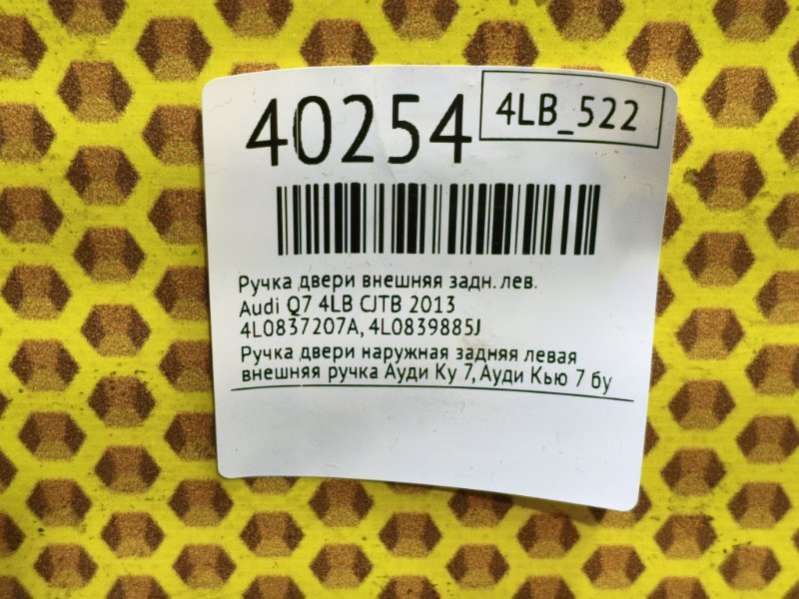 40254
4LB_522
Ручка двери внешняя задн. лев.
Audi Q7 4LB CJTB 2013
4L0837207A, 4L0839885J
Ручка двери наружная задняя левая
внешняя ручка Ауди Ку 7, Ауди Кью 7 бу